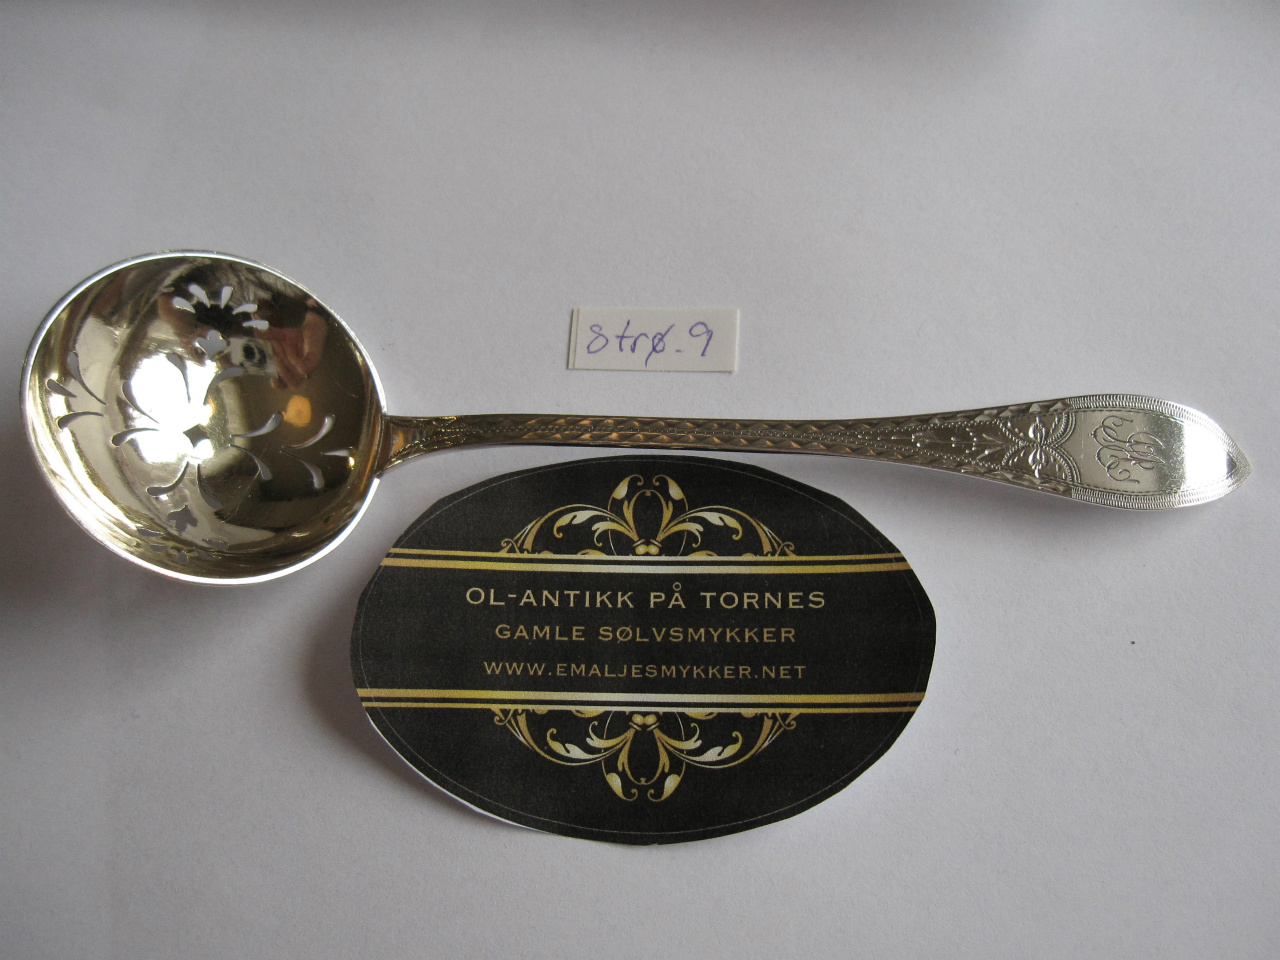 strø.9
OL-ANTIKK PÅ TORNES
GAMLE SØLVSMYKKER
WWW.EMALJESMYKKER.NET